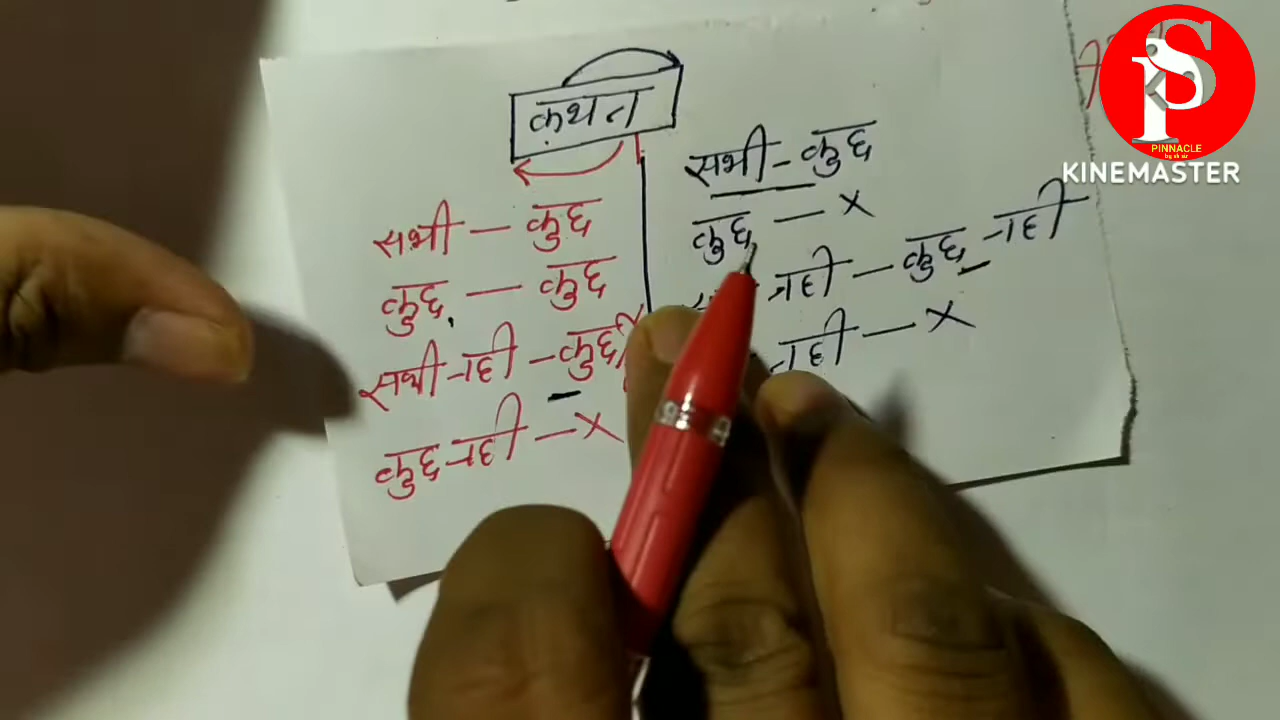 कथन
सभी - कुछ
कुछ - कुछ
सभी नही - कुछ
कुछ नही - ×
सभी - कुछ
कुछ - ×
नही - कुछ नही
नही - ×
PINNACLE
KINEMASTER